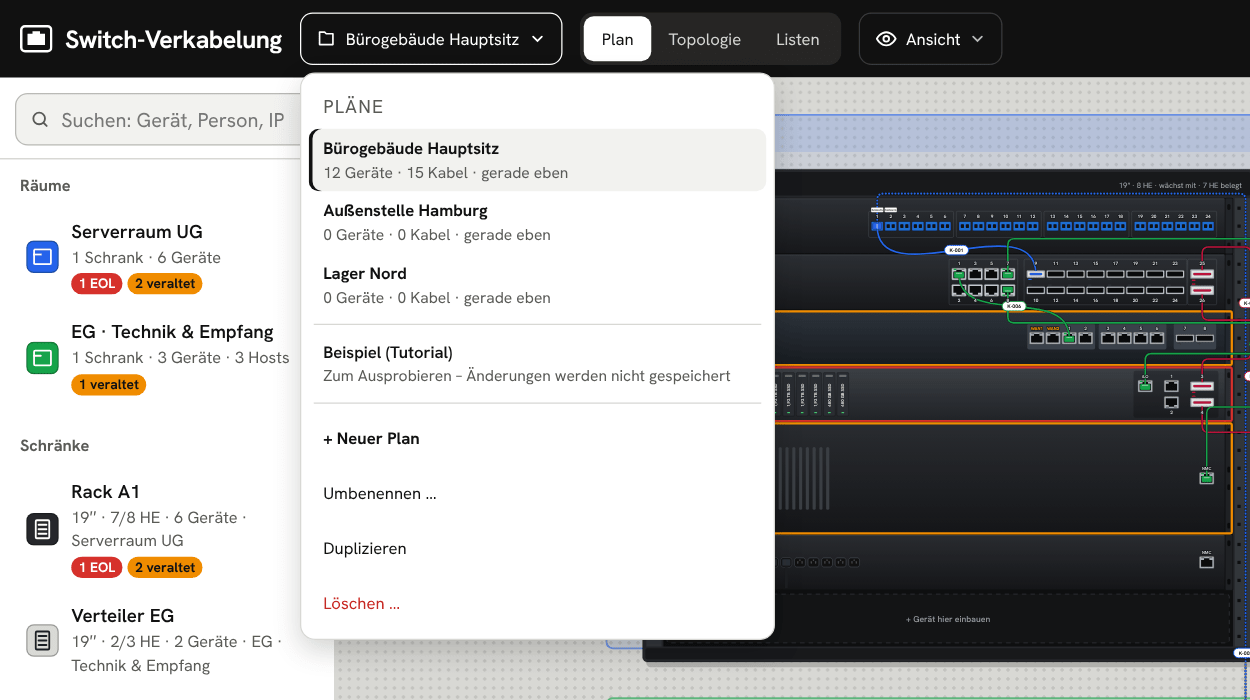 Switch-Verkabelung
Bürogebäude Hauptsitz
Plan
Topologie
Listen
Ansicht
Suchen: Gerät, Person, IP
Räume
Serverraum UG
1 Schrank · 6 Geräte
1 EOL
2 veraltet
EG · Technik & Empfang
1 Schrank · 3 Geräte · 3 Hosts
1 veraltet
Schränke
Rack A1
19″ · 7/8 HE · 6 Geräte ·
Serverraum UG
1 EOL
2 veraltet
Verteiler EG
19″ · 2/3 HE · 2 Geräte · EG ·
Technik & Empfang
PLÄNE
Bürogebäude Hauptsitz
12 Geräte · 15 Kabel · gerade eben
Außenstelle Hamburg
0 Geräte · 0 Kabel · gerade eben
Lager Nord
0 Geräte · 0 Kabel · gerade eben
Beispiel (Tutorial)
Zum Ausprobieren – Änderungen werden nicht gespeichert
+ Neuer Plan
Umbenennen …
Duplizieren
Löschen …
19″ · 8 HE · wächst mit · 7 HE belegt
K-001
K-006
+ Gerät hier einbauen